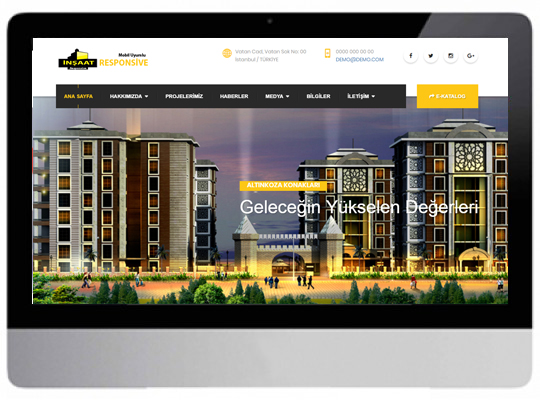 Mobil Uyumlu
İNŞAAT RESPONSIVE
Vatan Cad, Vatan Sok No: 00
İstanbul / TÜRKİYE
0000 000 00 00
DEMO@DEMO.COM
ANA SAYFA HAKKIMIZDA PROJELERİMİZ HABERLER MEDYA BİLGİLER İLETİŞİM E-KATALOG
ALTINKOZA KONAKLARI
Geleceğin Yükselen Değerleri